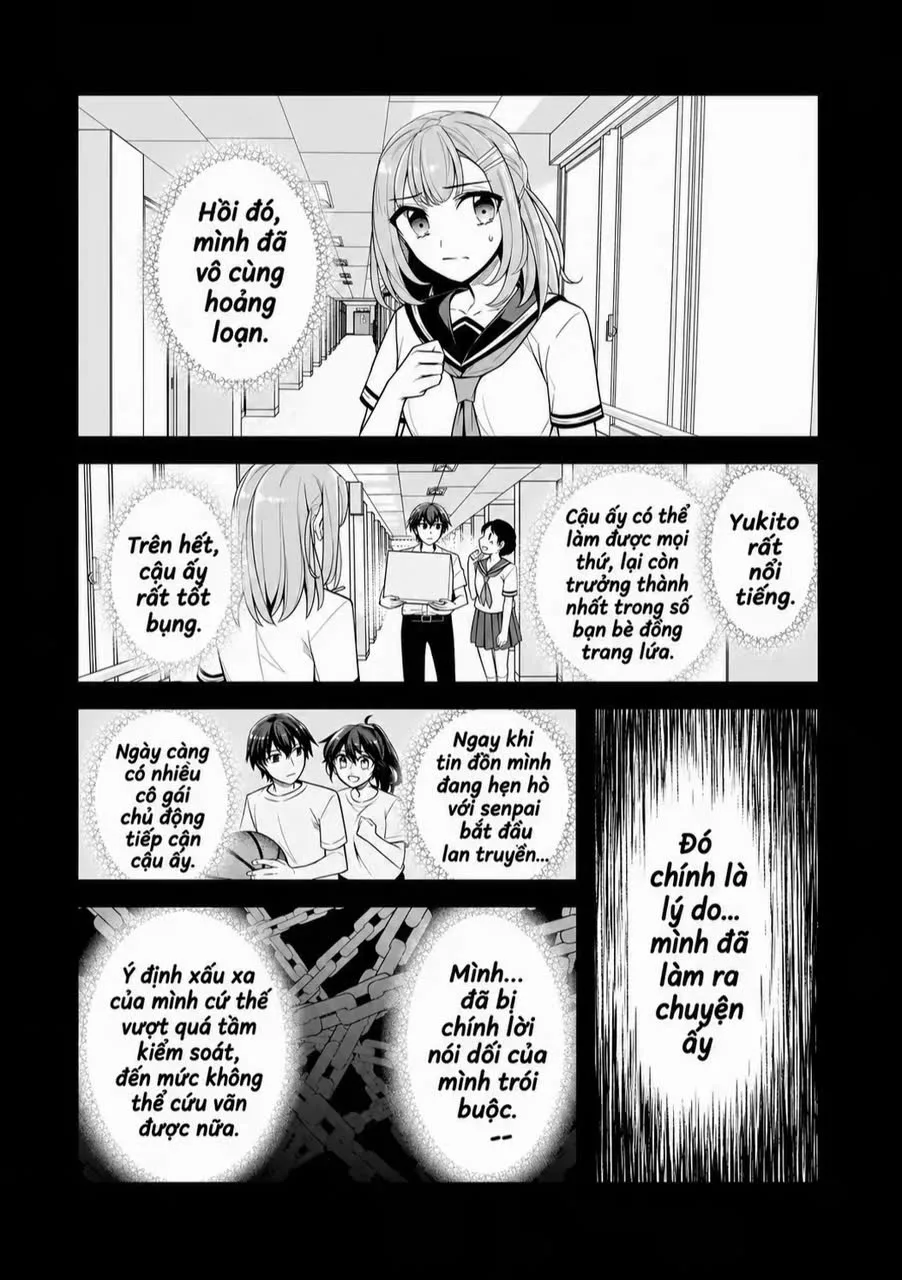 Hồi đó,
mình đã
vô cùng
hoảng
loạn.
Yukito
rất
nổi
tiếng.
Cậu ấy có thể
làm được mọi
thứ, lại còn
trưởng thành
nhất trong số
bạn bè đồng
trang lứa.
Trên hết,
cậu ấy
rất tốt
bụng.
Đó
chính là
lý do...
mình đã
làm ra
chuyện
ấy
Ngay khi
tin đồn mình
đang hẹn hò
với senpai
bắt đầu
lan truyền...
Ngày càng
có nhiều
cô gái
chủ động
tiếp cận
cậu ấy.
Mình...
đã bị
chính lời
nói dối của
mình trói
buộc.
--
Ý định xấu xa
của mình cứ thế
vượt quá tầm
kiểm soát,
đến mức không
thể cứu vãn
được nữa.